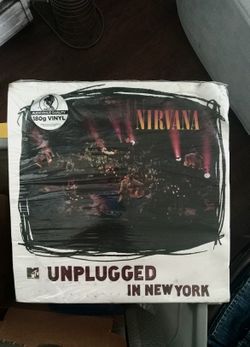 180g VINYL
NIRVANA
MTV UNPLUGGED
IN NEW YORK